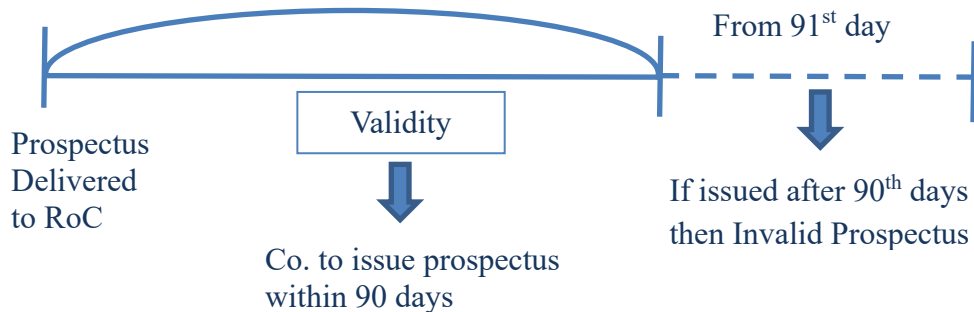 From 91st day
Validity
Prospectus
Delivered
to RoC
If issued after 90th days
then Invalid Prospectus
Co. to issue prospectus
within 90 days